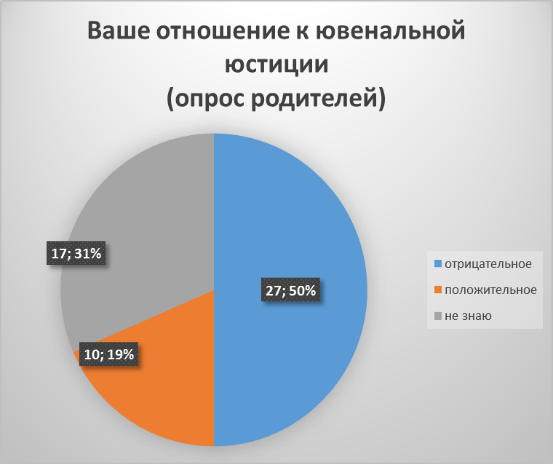 Ваше отношение к ювенальной
юстиции
(опрос родителей)
17; 31%
27; 50%
10; 19%
отрицательное
положительное
не знаю